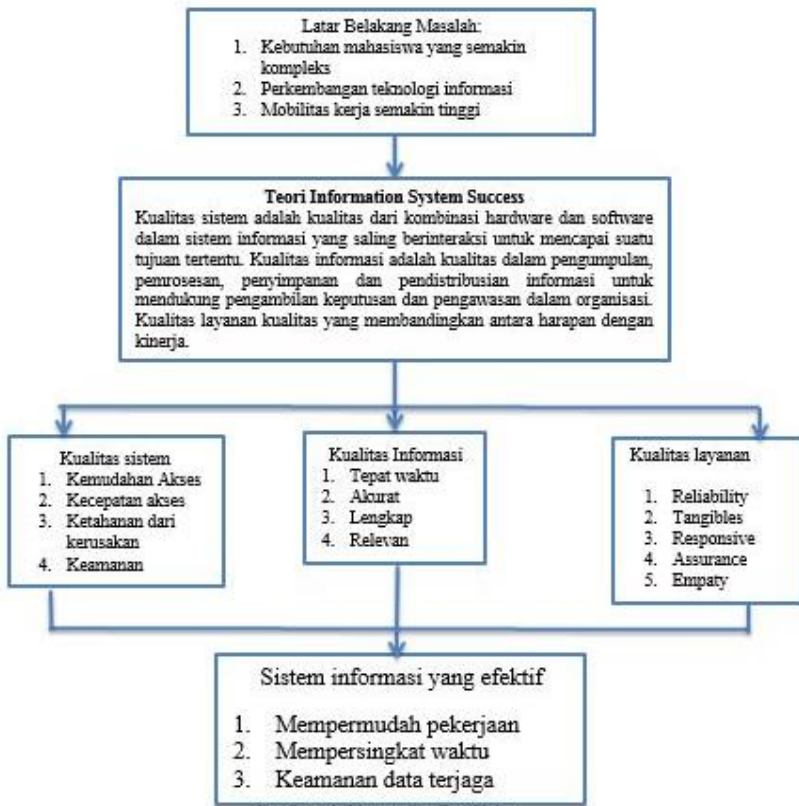 Latar Belakang Masalah:
1. Kebutuhan mahasiswa yang semakin
kompleks
2. Perkembangan teknologi informasi
3. Mobilitas kerja semakin tinggi
Teori Information System Success
Kualitas sistem adalah kualitas dari kombinasi hardware dan software
dalam sistem informasi yang saling berinteraksi untuk mencapai suatu
tujuan tertentu. Kualitas informasi adalah kualitas dalam pengumpulan,
pemrosesan, penyimpanan dan pendistribusian informasi untuk
mendukung pengambilan keputusan dan pengawasan dalam organisasi.
Kualitas layanan kualitas yang membandingkan antara harapan dengan
kinerja.
Kualitas sistem
1. Kemudahan Akses
2. Kecepatan akses
3. Ketahanan dari
kerusakan
4. Keamanan
Kualitas Informasi
1. Tepat waktu
2. Akurat
3. Lengkap
4. Relevan
Kualitas layanan
1. Reliability
2. Tangibles
3. Responsive
4. Assurance
5. Empaty
Sistem informasi yang efektif
1. Mempermudah pekerjaan
2. Mempersingkat waktu
3. Keamanan data terjaga